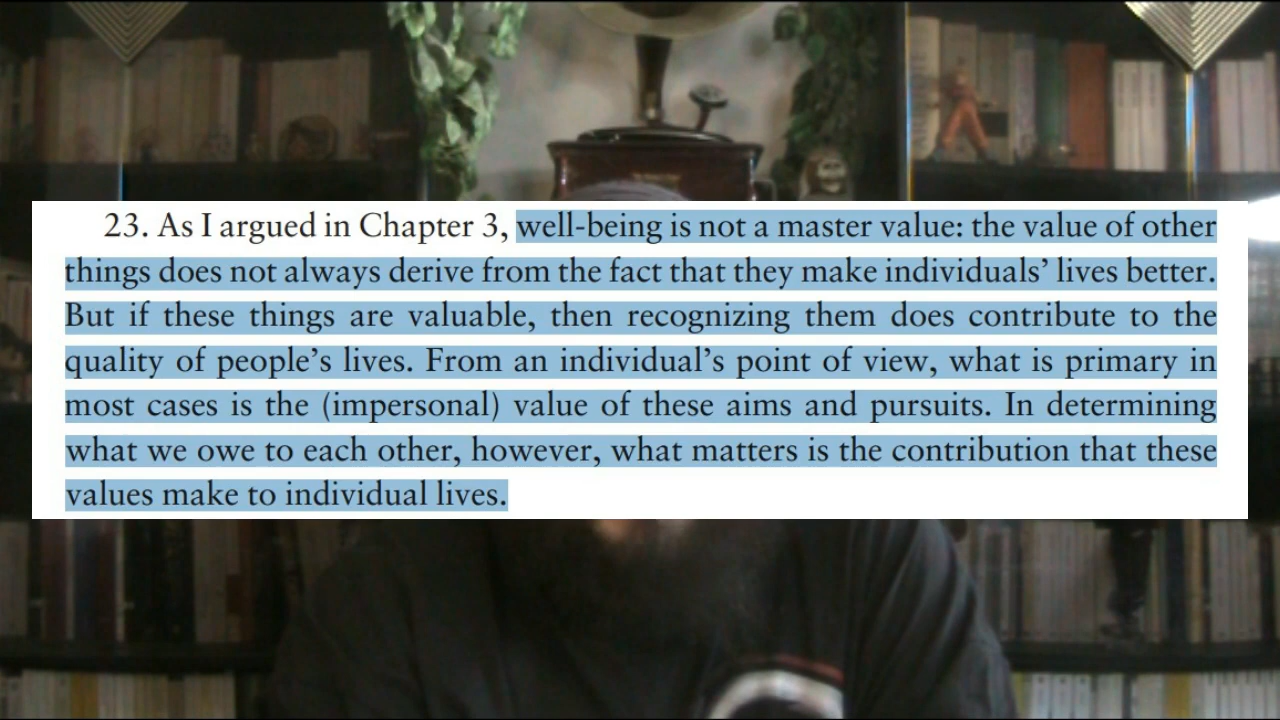 23. As I argued in Chapter 3, well-being is not a master value: the value of other
things does not always derive from the fact that they make individuals’ lives better.
But if these things are valuable, then recognizing them does contribute to the
quality of people’s lives. From an individual’s point of view, what is primary in
most cases is the (impersonal) value of these aims and pursuits. In determining
what we owe to each other, however, what matters is the contribution that these
values make to individual lives.